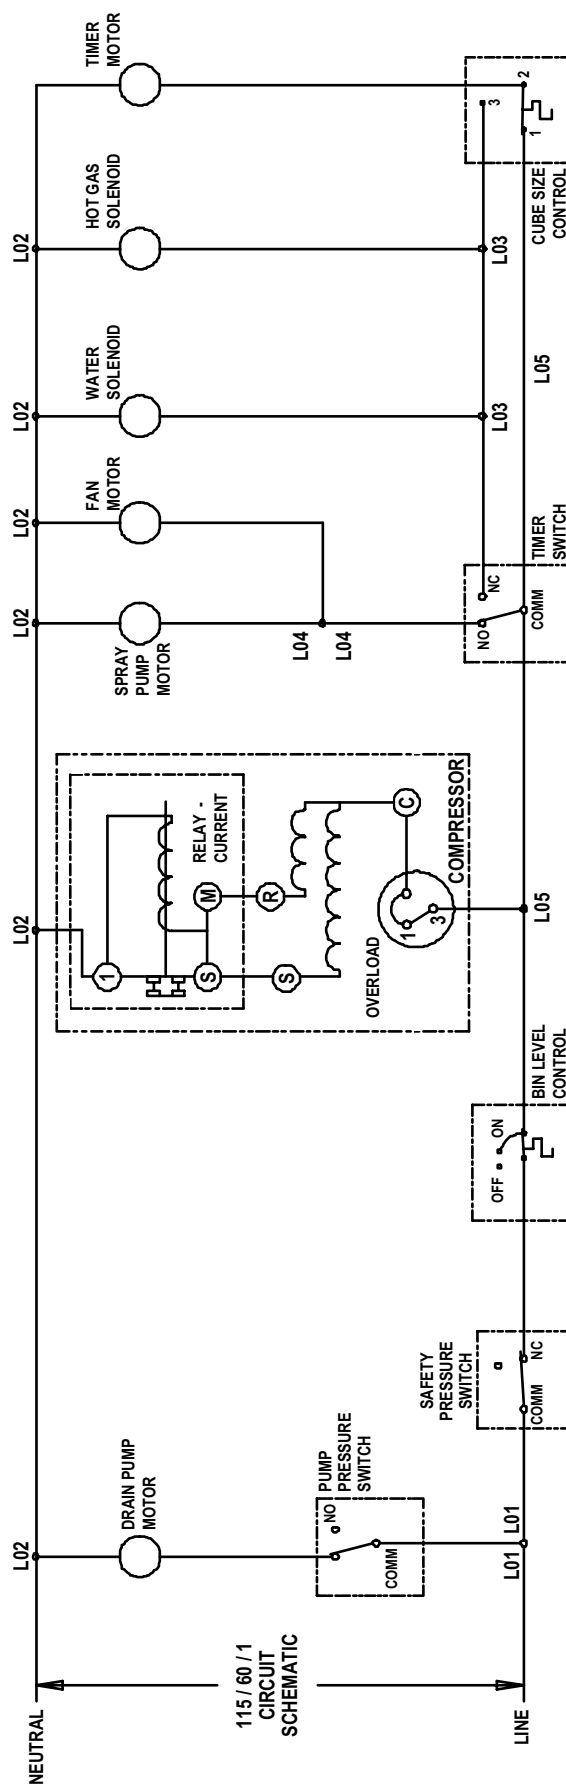 NEUTRAL
LINE
115 / 60 / 1
CIRCUIT
SCHEMATIC
L02
DRAIN PUMP
MOTOR
NO
COMM
PUMP
PRESSURE
SWITCH
L01
L01
SAFETY
PRESSURE
SWITCH
COMM
NC
OFF
ON
BIN LEVEL
CONTROL
L02
1
S
M
RELAY -
CURRENT
S
R
OVERLOAD
1
3
C
COMPRESSOR
L05
L02
SPRAY
PUMP
MOTOR
L04
L04
NO
NC
COMM
TIMER
SWITCH
L02
FAN
MOTOR
L02
WATER
SOLENOID
L03
L05
L02
HOT GAS
SOLENOID
L03
TIMER
MOTOR
3
1
2
CUBE SIZE
CONTROL